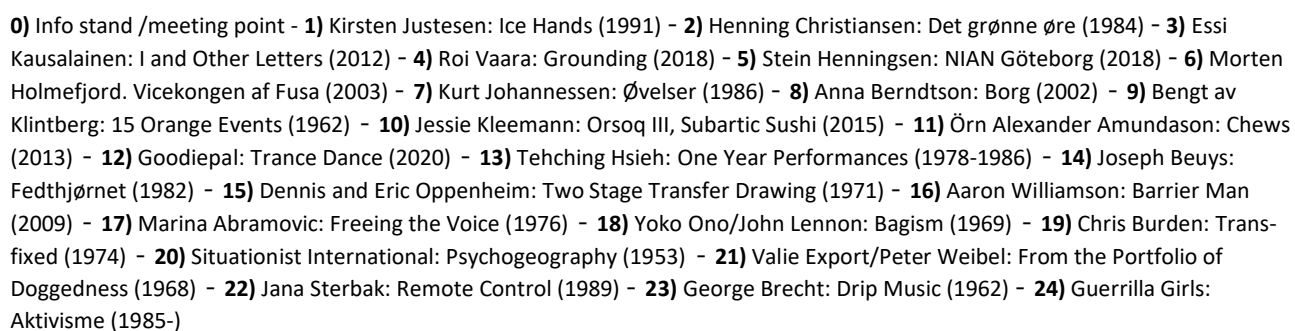 0) Info stand /meeting point - 1) Kirsten Justesen: Ice Hands (1991) - 2) Henning Christiansen: Det grønne øre (1984) - 3) Essi
Kausalainen: I and Other Letters (2012) - 4) Roi Vaara: Grounding (2018) - 5) Stein Henningsen: NIAN Göteborg (2018) - 6) Morten
Holmefjord. Vicekongen af Fusa (2003) - 7) Kurt Johannessen: Øvelser (1986) - 8) Anna Berndtson: Borg (2002) - 9) Bengt av
Klintberg: 15 Orange Events (1962) - 10) Jessie Kleemann: Orsoq III, Subartic Sushi (2015) - 11) Örn Alexander Amundason: Chews
(2013) - 12) Goodiepal: Trance Dance (2020) - 13) Tehching Hsieh: One Year Performances (1978-1986) - 14) Joseph Beuys:
Fedthjørnet (1982) - 15) Dennis and Eric Oppenheim: Two Stage Transfer Drawing (1971) - 16) Aaron Williamson: Barrier Man
(2009) - 17) Marina Abramovic: Freeing the Voice (1976) - 18) Yoko Ono/John Lennon: Bagism (1969) - 19) Chris Burden: Trans-
fixed (1974) - 20) Situationist International: Psychogeography (1953) - 21) Valie Export/Peter Weibel: From the Portfolio of
Doggedness (1968) - 22) Jana Sterbak: Remote Control (1989) - 23) George Brecht: Drip Music (1962) - 24) Guerrilla Girls:
Aktivisme (1985-)